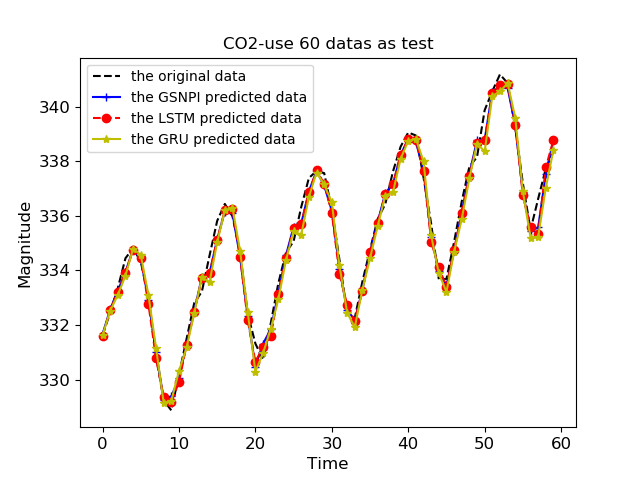 CO2-use 60 datas as test
the original data
the GSNPI predicted data
the LSTM predicted data
the GRU predicted data
340
338
336
334
332
330
Magnitude
0 10 20 30 40 50 60
Time